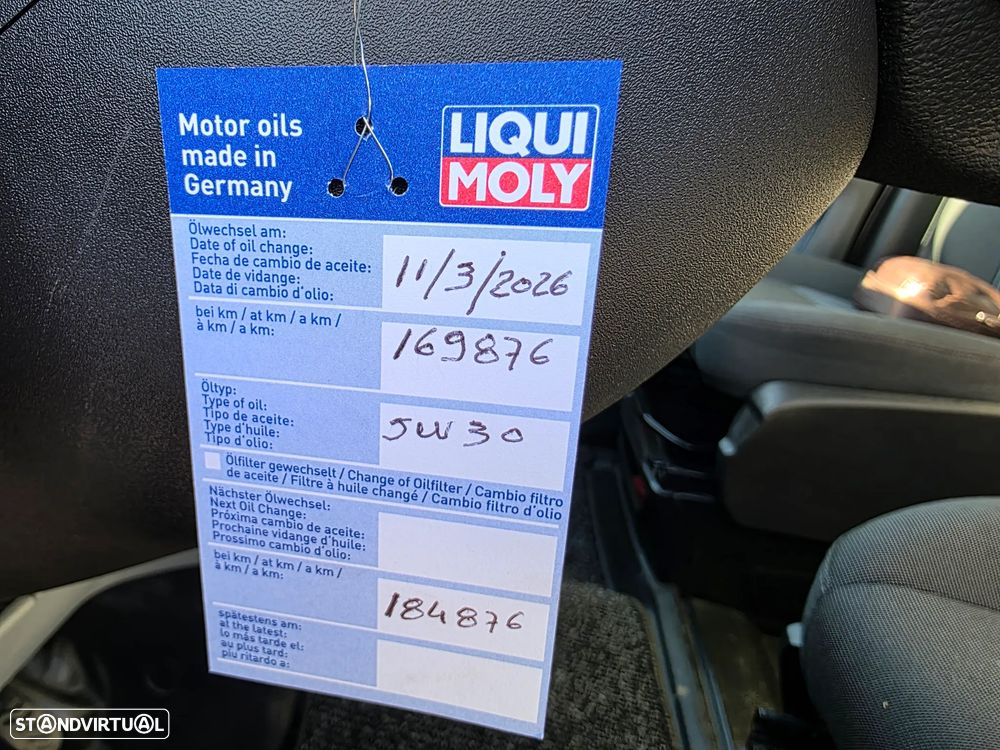 Motor oils
made in
Germany
LIQUI
MOLY
Ölwechsel am:
Date of oil change:
Fecha de cambio de aceite:
Date de vidange:
Data di cambio d'olio:
11/3/2026
bei km / at km / a km /
à km / a km:
169876
Öltyp:
Type of oil:
Tipo de aceite:
Type d'huile:
Tipo d'olio:
5W30
Ölfilter gewechselt / Change of Oilfilter / Cambio filtro
de aceite / Filtre à huile changé / Cambio filtro d'olio
Nächster Ölwechsel:
Next Oil Change:
Próxima cambio de aceite:
Prochaine vidange d'huile:
Prossimo cambio d'olio:
bei km / at km / a km /
à km / a km:
184876
spätestens am:
at the latest:
lo más tarde el:
au plus tard:
piu ritardo a:
STANDVIRTUAL